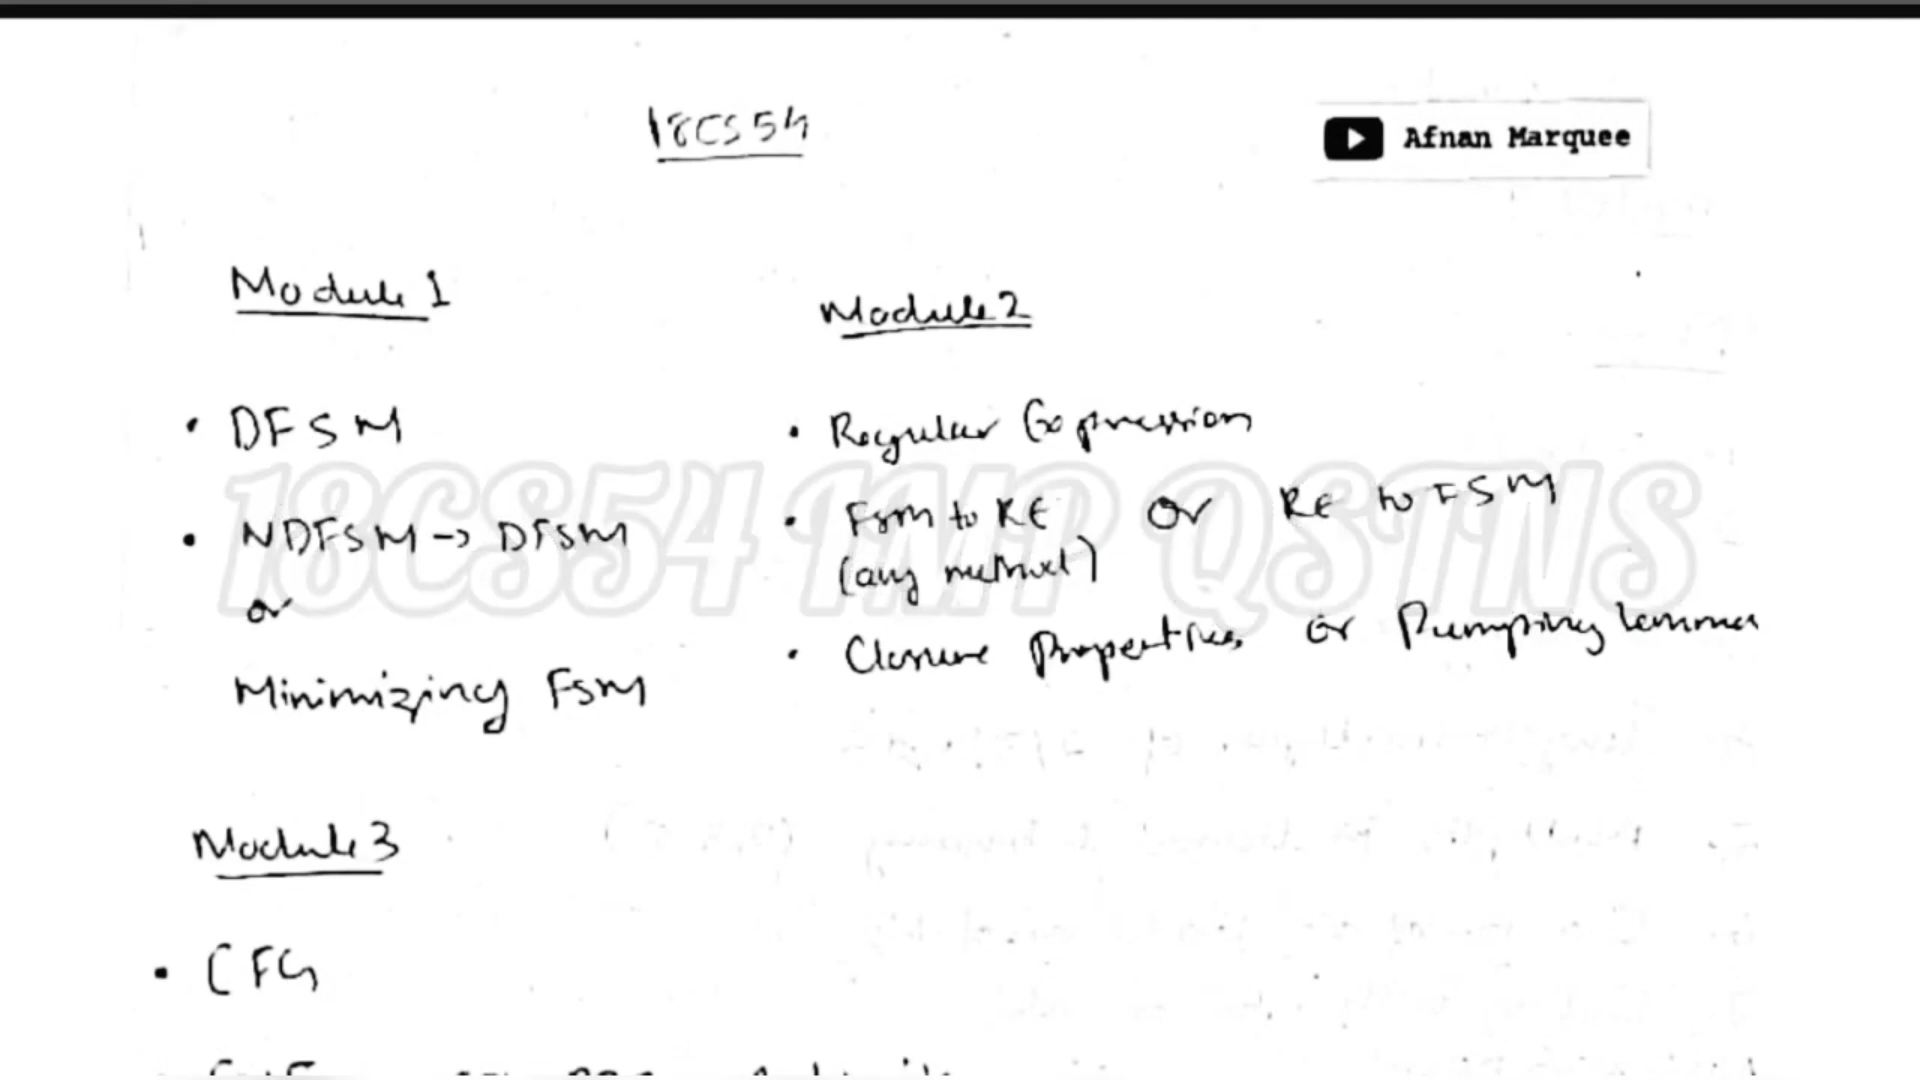 18CS54
Afnan Marquee
Module 1
• DFSM
• NDFSM -> DFSM
or
Minimizing FSM
Module 2
• Regular Expression
• FSM to RE or RE to FSM
(any method)
• Closure Properties or Pumping lemma
18CS54 IMP QSTNS
Module 3
• CFG